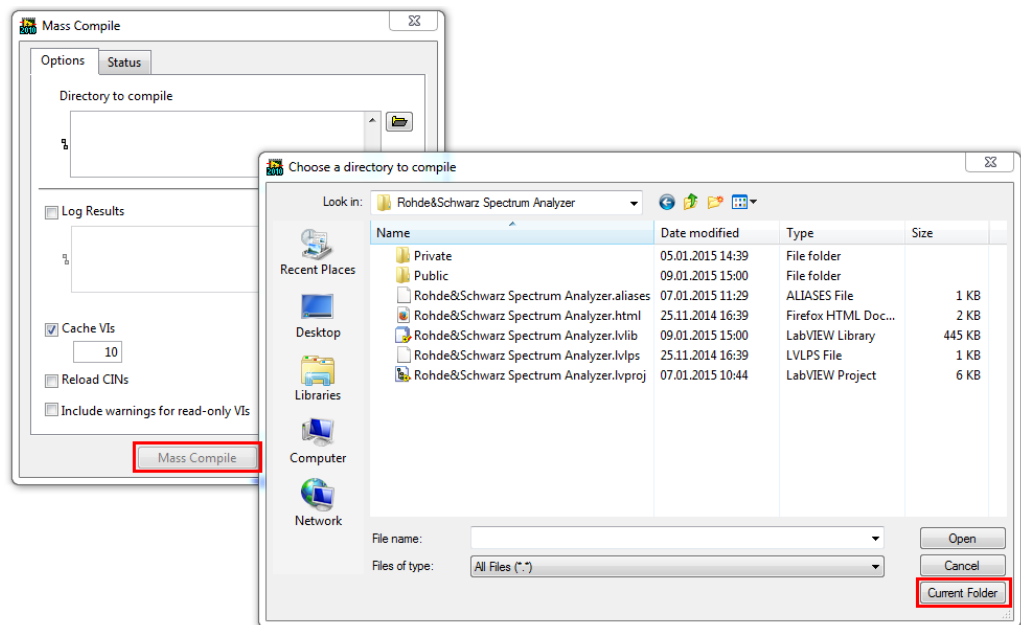 2010 Mass Compile
Options Status
Directory to compile
Log Results
Cache VIs
10
Reload CINs
Include warnings for read-only VIs
Mass Compile
2010 Choose a directory to compile
Look in: Rohde&Schwarz Spectrum Analyzer
Recent Places
Desktop
Libraries
Computer
Network
Name Date modified Type Size
Private 05.01.2015 14:39 File folder
Public 09.01.2015 15:00 File folder
Rohde&Schwarz Spectrum Analyzer.aliases 07.01.2015 11:29 ALIASES File 1 KB
Rohde&Schwarz Spectrum Analyzer.html 25.11.2014 16:39 Firefox HTML Doc... 2 KB
Rohde&Schwarz Spectrum Analyzer.lvlib 09.01.2015 15:00 LabVIEW Library 445 KB
Rohde&Schwarz Spectrum Analyzer.lvlps 25.11.2014 16:39 LVLPS File 1 KB
Rohde&Schwarz Spectrum Analyzer.lvproj 07.01.2015 10:44 LabVIEW Project 6 KB
File name: Open
Files of type: All Files (*.*) Cancel
Current Folder